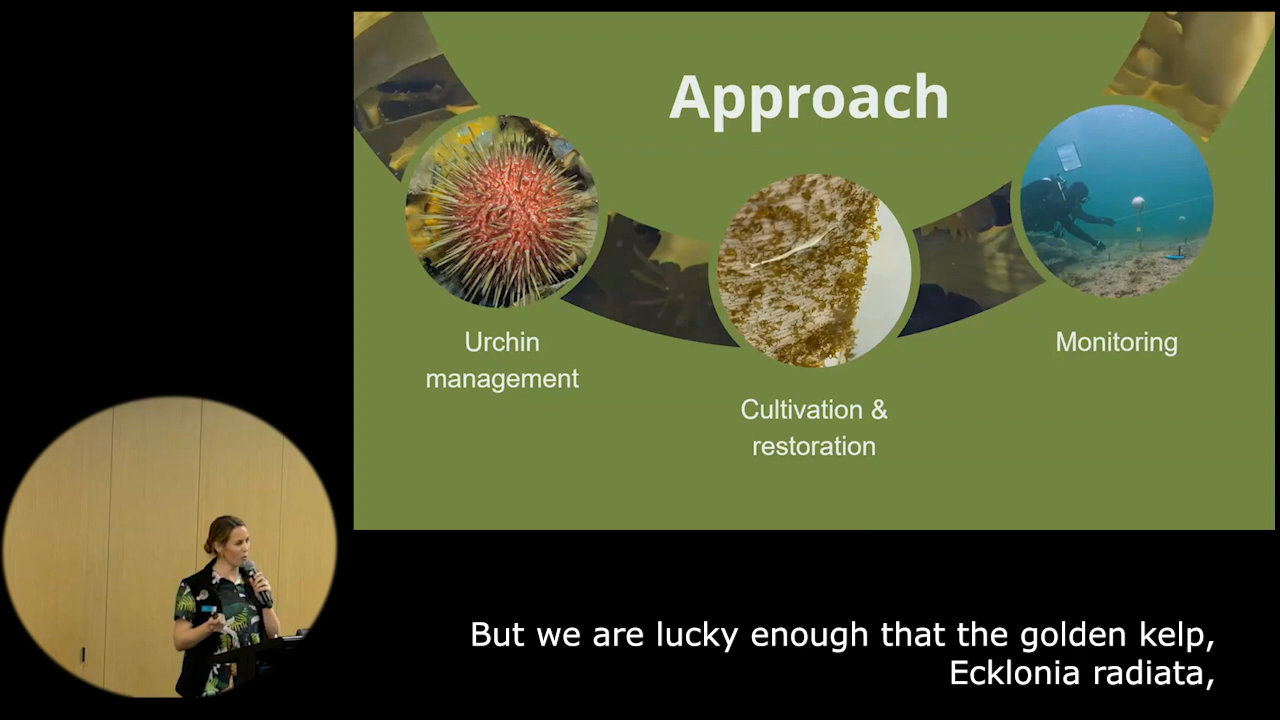 Approach
Urchin
management
Cultivation &
restoration
Monitoring
But we are lucky enough that the golden kelp,
Ecklonia radiata,